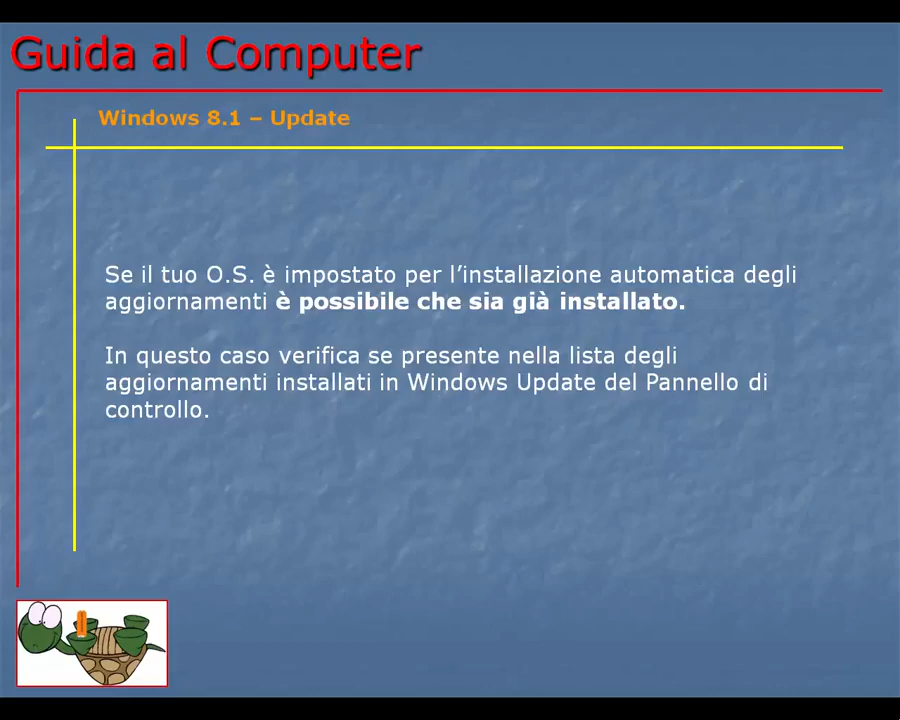 Guida al Computer
Windows 8.1 – Update
Se il tuo O.S. è impostato per l’installazione automatica degli
aggiornamenti è possibile che sia già installato.
In questo caso verifica se presente nella lista degli
aggiornamenti installati in Windows Update del Pannello di
controllo.